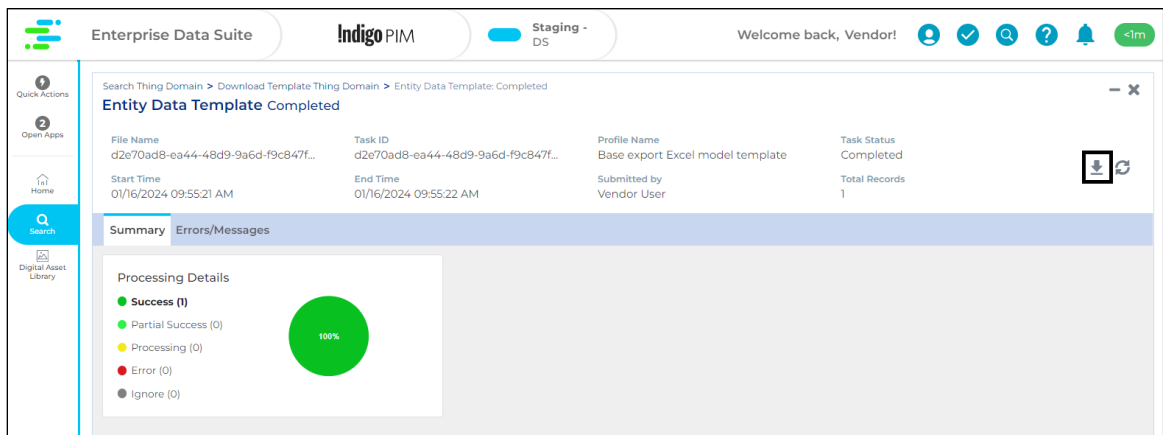 Enterprise Data Suite
!ndigo PIM
Staging -
DS
Welcome back, Vendor!
<1m
Quick Actions
2
Open Apps
Home
Search
Digital Asset
Library
Search Thing Domain > Download Template Thing Domain > Entity Data Template: Completed
Entity Data Template Completed
File Name
d2e70ad8-ea44-48d9-9a6d-f9c847f...
Task ID
d2e70ad8-ea44-48d9-9a6d-f9c847f...
Profile Name
Base export Excel model template
Task Status
Completed
Start Time
01/16/2024 09:55:21 AM
End Time
01/16/2024 09:55:22 AM
Submitted by
Vendor User
Total Records
1
Summary
Errors/Messages
Processing Details
Success (1)
Partial Success (0)
Processing (0)
Error (0)
Ignore (0)
100%